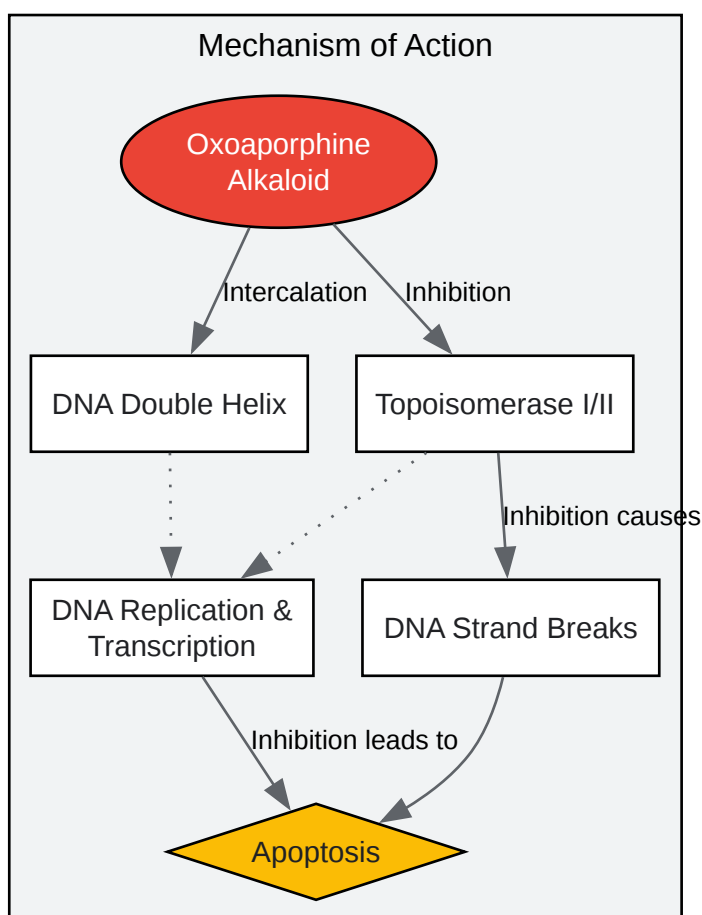 Mechanism of Action
Oxoaporphine
Alkaloid
Intercalation
Inhibition
DNA Double Helix
Topoisomerase I/II
Inhibition causes
DNA Replication &
Transcription
DNA Strand Breaks
Inhibition leads to
Apoptosis